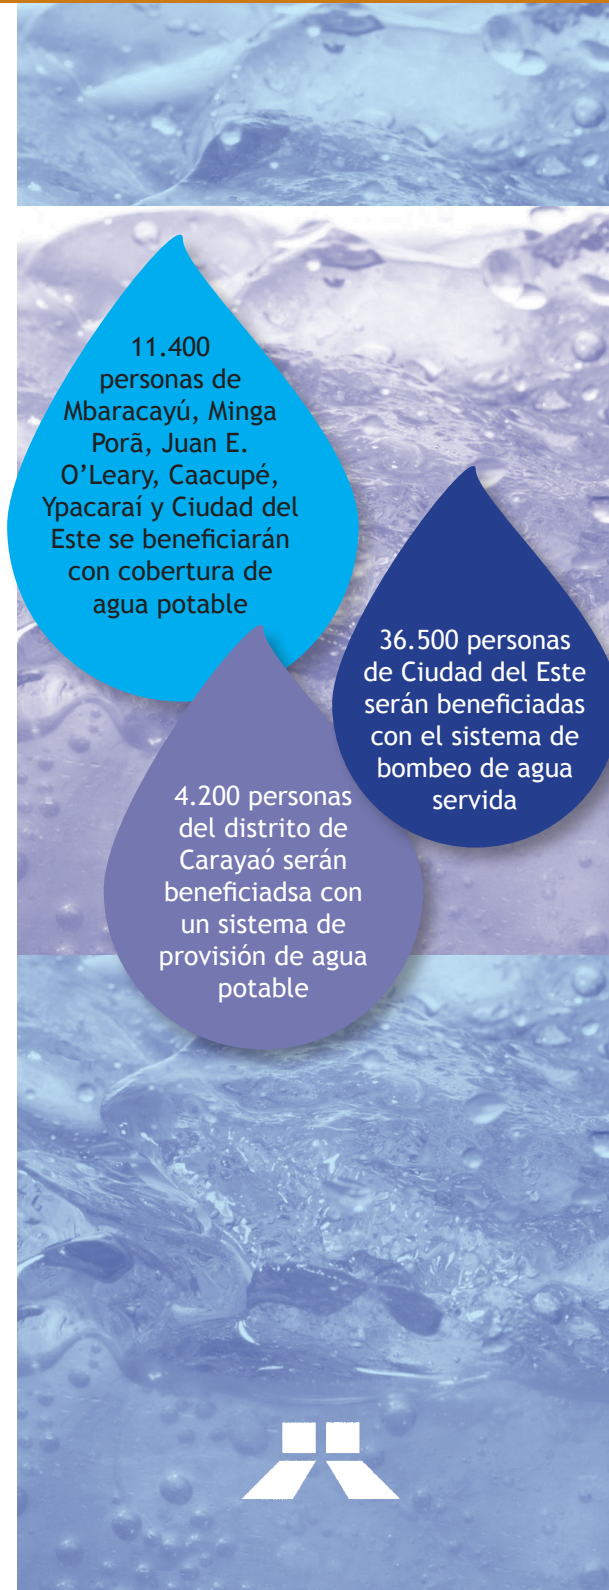 11.400
personas de
Mbaracayú, Minga
Porã, Juan E.
O’Leary, Caacupé,
Ypacaraí y Ciudad del
Este se beneficiarán
con cobertura de
agua potable
36.500 personas
de Ciudad del Este
serán beneficiadas
con el sistema de
bombeo de agua
servida
4.200 personas
del distrito de
Carayaó serán
beneficiadsa con
un sistema de
provisión de agua
potable